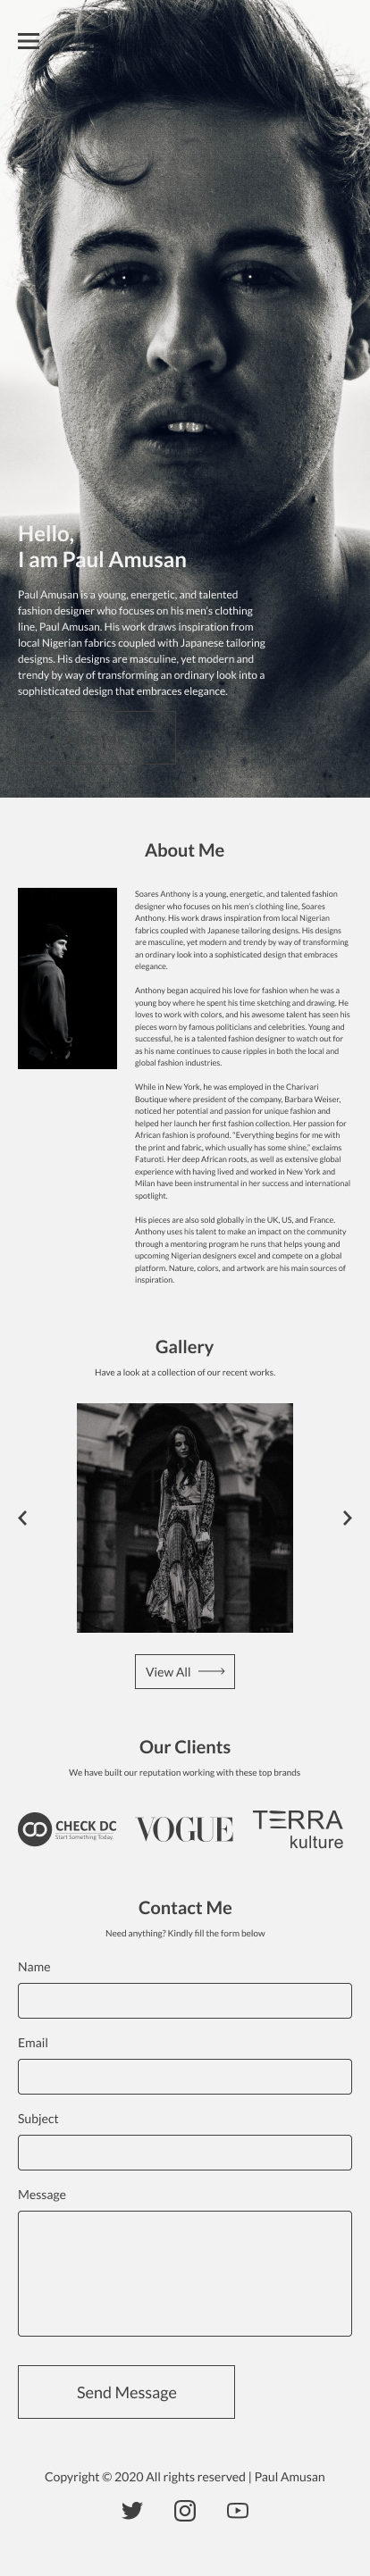 Hello,
I am Paul Amusan
Paul Amusan is a young, energetic, and talented
fashion designer who focuses on his men's clothing
line, Paul Amusan. His work draws inspiration from
local Nigerian fabrics coupled with Japanese tailoring
designs. His designs are masculine, yet modern and
trendy by way of transforming an ordinary look into a
sophisticated design that embraces elegance.
About Me
Soares Anthony is a young, energetic, and talented fashion
designer who focuses on his men's clothing line, Soares
Anthony. His work draws inspiration from local Nigerian
fabrics coupled with Japanese tailoring designs. His designs
are masculine, yet modern and trendy by way of transforming
an ordinary look into a sophisticated design that embraces
elegance.
Anthony began acquired his love for fashion when he was a
young boy where he spent his time sketching and drawing. He
loves to work with colors, and his awesome talent has seen his
pieces worn by famous politicians and celebrities. Young and
successful, he is a talented fashion designer to watch out for
as his name continues to cause ripples in both the local and
global fashion industries.
While in New York, he was employed in the Charivari
Boutique where president of the company, Barbara Weiser,
noticed her potential and passion for unique fashion and
helped her launch her first fashion collection. Her passion for
African fashion is profound. "Everything begins for me with
the print and fabric, which usually has some shine," exclaims
Faturoti. Her deep African roots, as well as extensive global
experience with having lived and worked in New York and
Milan have been instrumental in her success and international
spotlight.
His pieces are also sold globally in the UK, US, and France.
Anthony uses his talent to make an impact on the community
through a mentoring program he runs that helps young and
upcoming Nigerian designers excel and compete on a global
platform. Nature, colors, and artwork are his main sources of
inspiration.
Gallery
Have a look at a collection of our recent works.
View All
Our Clients
We have built our reputation working with these top brands
CHECK DC
Start Something Today.
VOGUE
TERRA
kulture
Contact Me
Need anything? Kindly fill the form below
Name
Email
Subject
Message
Send Message
Copyright © 2020 All rights reserved | Paul Amusan